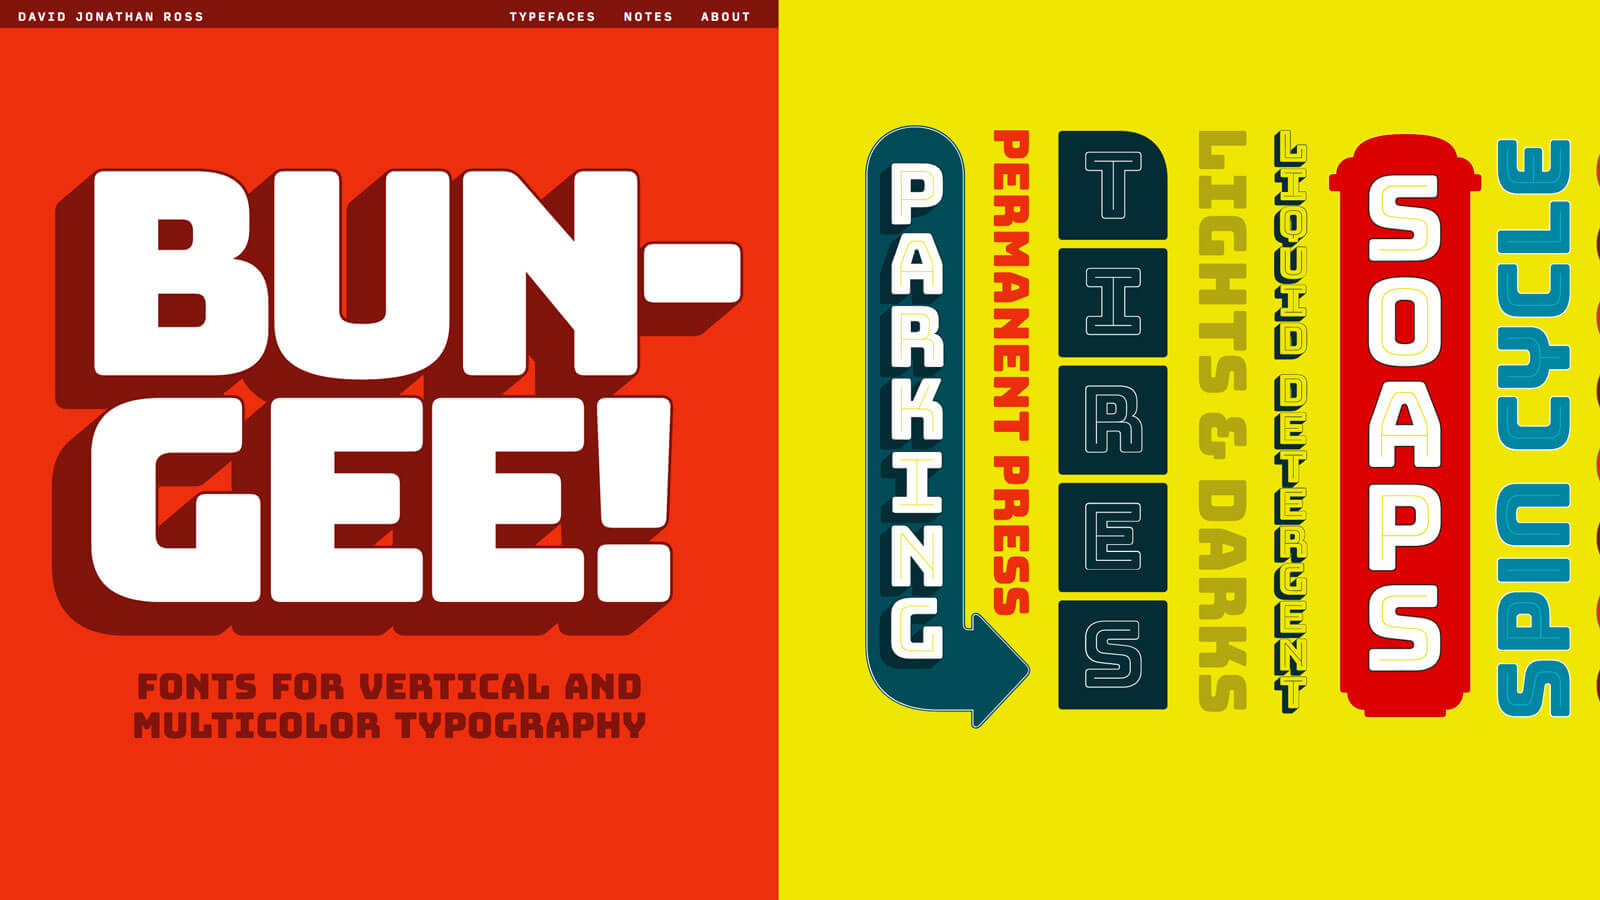 DAVID JONATHAN ROSS
TYPEFACES NOTES ABOUT
BUN-
GEE!
FONTS FOR VERTICAL AND
MULTICOLOR TYPOGRAPHY
PARKING
PERMANENT PRESS
TIRES
LIGHTS & DARKS
LIQUID DETERGENT
SOAPS
SPIN CYCLE